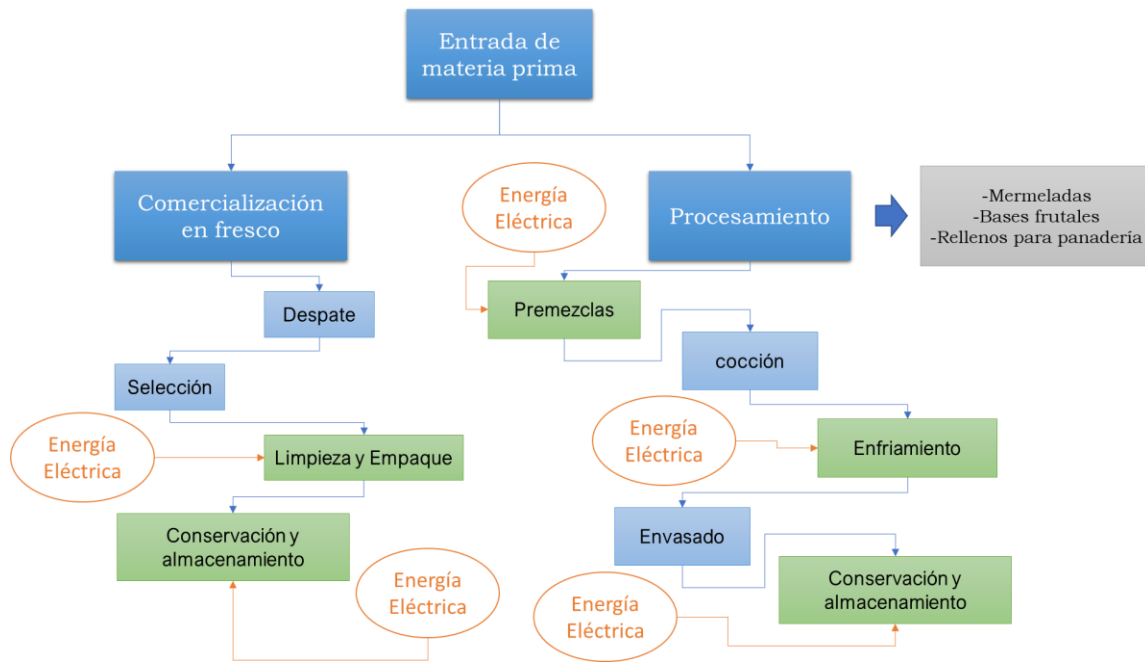 Entrada de
materia prima
Comercialización
en fresco
Energía
Eléctrica
Procesamiento
-Mermeladas
-Bases frutales
-Rellenos para panadería
Despate
Premezclas
Selección
cocción
Energía
Eléctrica
Limpieza y Empaque
Energía
Eléctrica
Enfriamiento
Conservación y
almacenamiento
Envasado
Energía
Eléctrica
Energía
Eléctrica
Conservación y
almacenamiento